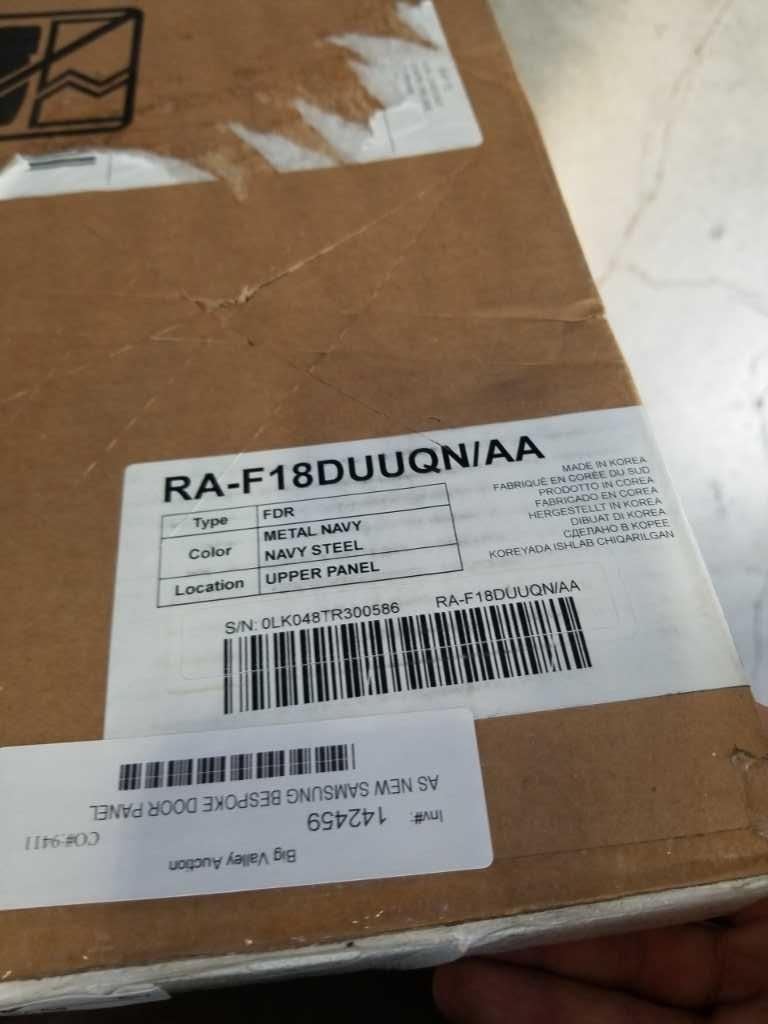 RA-F18DUUQN/AA
Type FDR
Color METAL NAVY
NAVY STEEL
Location UPPER PANEL
MADE IN KOREA
FABRIQUÉ EN CORÉE DU SUD
PRODOTTO IN COREA
FABRICADO EN COREA
HERGESTELLT IN KOREA
DIBUAT DI KOREA
СДЕЛАНО В КОРЕЕ
KOREYADA ISHLAB CHIQARILGAN
S/N: 0LK048TR300586 RA-F18DUUQN/AA
Big Valley Auction
Inv#: 142459 CO#:9411
AS NEW SAMSUNG BESPOKE DOOR PANEL